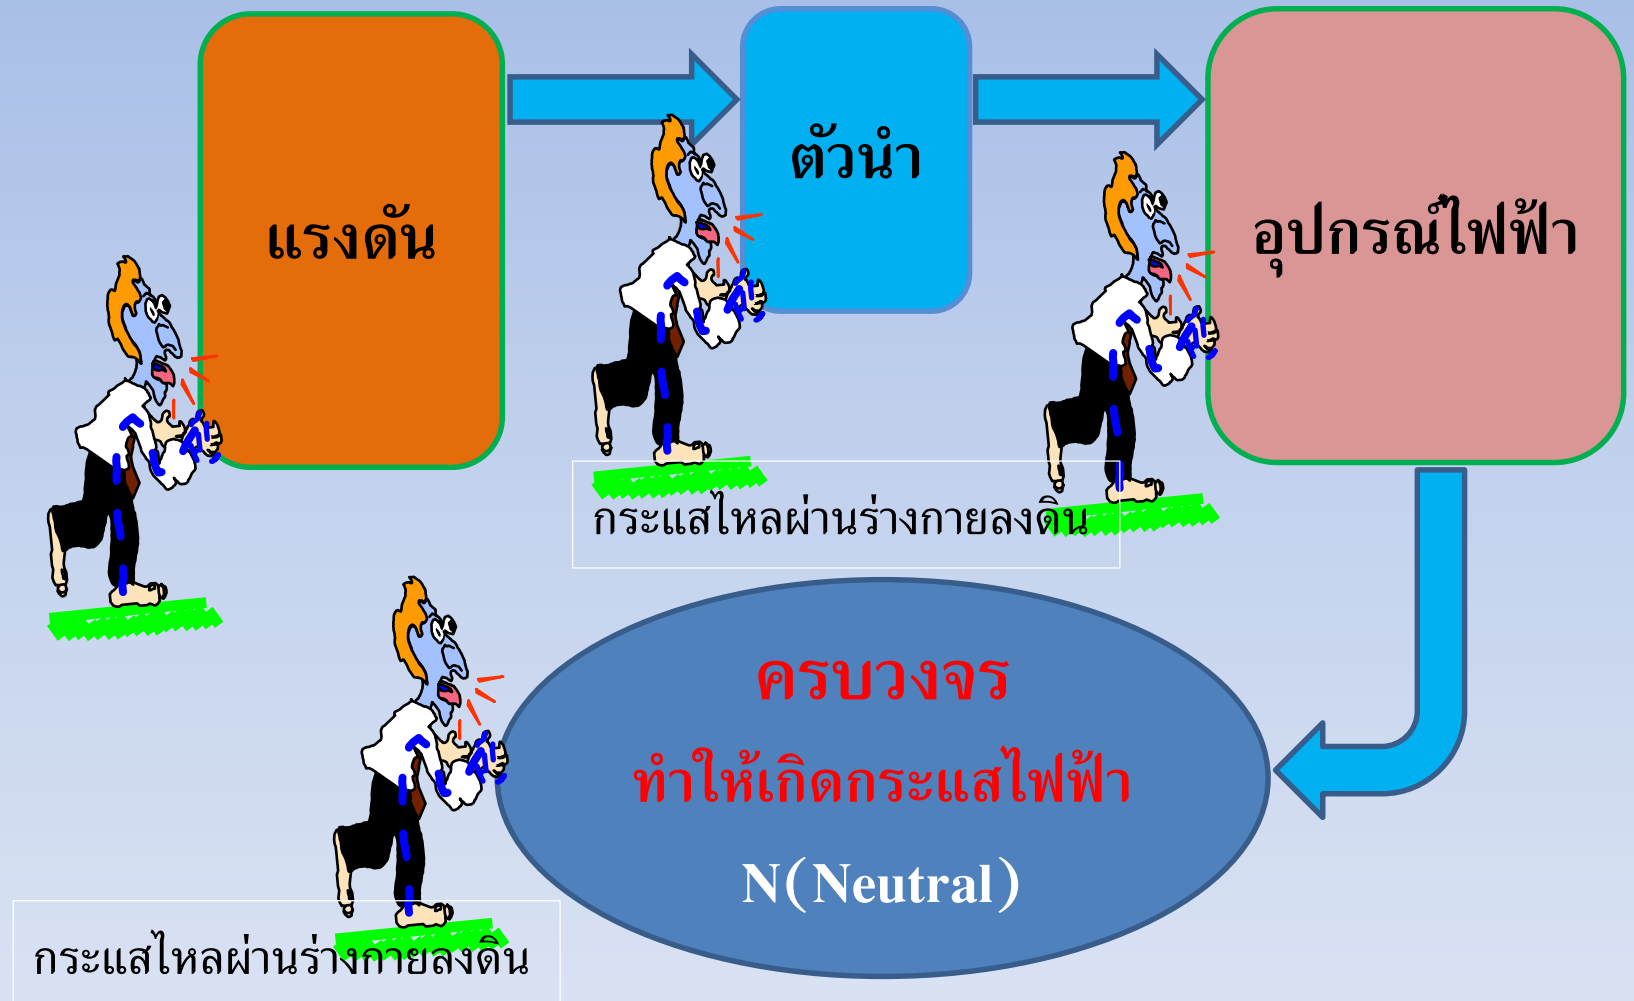 แรงดัน
ตัวนำ
อุปกรณ์ไฟฟ้า
กระแสไหลผ่านร่างกายลงดิน
ครบวงจร
ทำให้เกิดกระแสไฟฟ้า
N(Neutral)
กระแสไหลผ่านร่างกายลงดิน